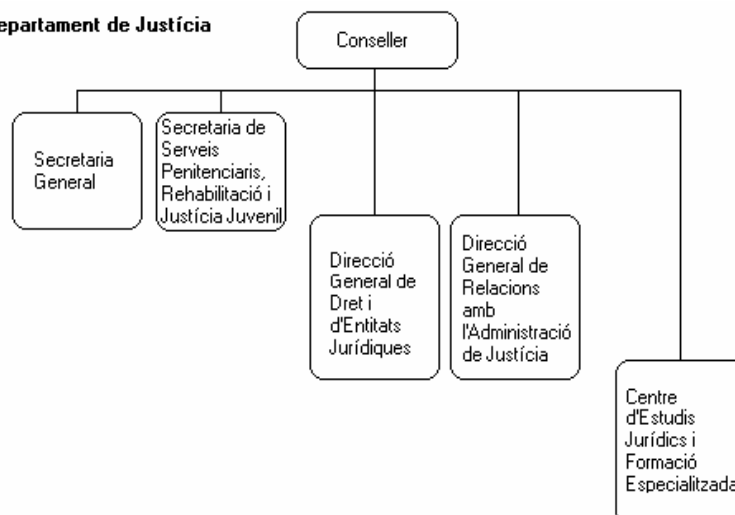 epartament de Justícia
Conseller
Secretaria
General
Secretaria de
Serveis
Penitenciaris,
Rehabilitació i
Justícia Juvenil
Direcció
General de
Dret i
d'Entitats
Jurídiques
Direcció
General de
Relacions
amb
l'Administració
de Justícia
Centre
d'Estudis
Jurídics i
Formació
Especialitzada